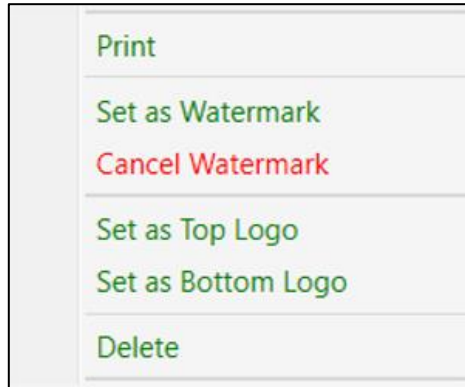 Print
Set as Watermark
Cancel Watermark
Set as Top Logo
Set as Bottom Logo
Delete